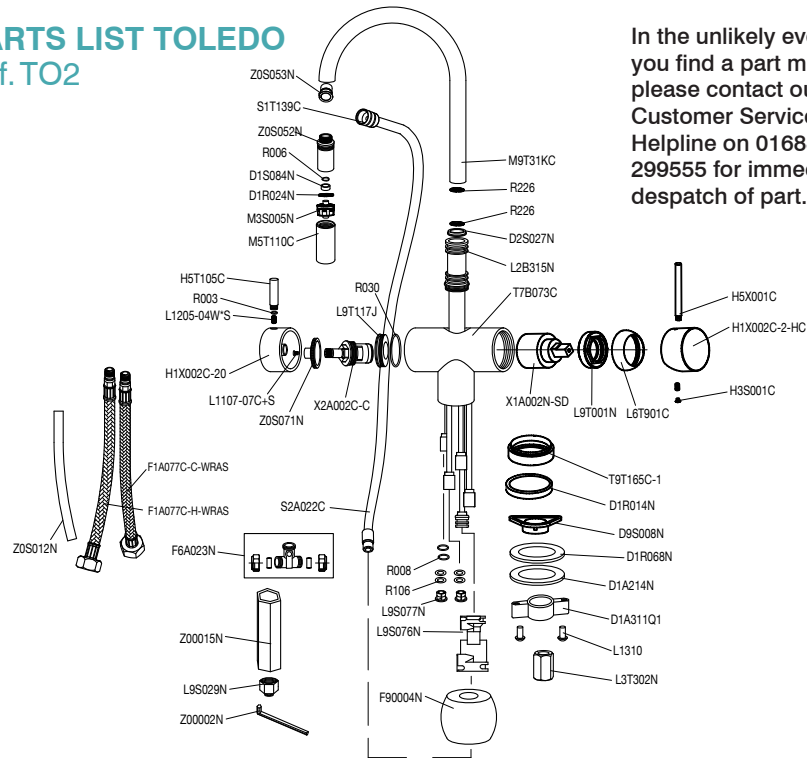 ARTS LIST TOLEDO
f. TO2
In the unlikely eve
you find a part m
please contact ou
Customer Service
Helpline on 0168
299555 for imme
despatch of part.
Z0S053N
S1T139C
Z0S052N
R006
D1S084N
D1R024N
M3S005N
M5T110C
H5T105C
R003
L1205-04W*S
H1X002C-20
L1107-07C+S
Z0S071N
X2A002C-C
L9T117J
R030
M9T31KC
R226
R226
D2S027N
L2B315N
T7B073C
H5X001C
H1X002C-2-HC
H3S001C
L6T901C
L9T001N
X1A002N-SD
T9T165C-1
D1R014N
D9S008N
D1R068N
D1A214N
D1A311Q1
L1310
L3T302N
F1A077C-C-WRAS
F1A077C-H-WRAS
Z0S012N
S2A022C
F6A023N
R008
R106
L9S077N
L9S076N
Z00015N
L9S029N
Z00002N
F90004N